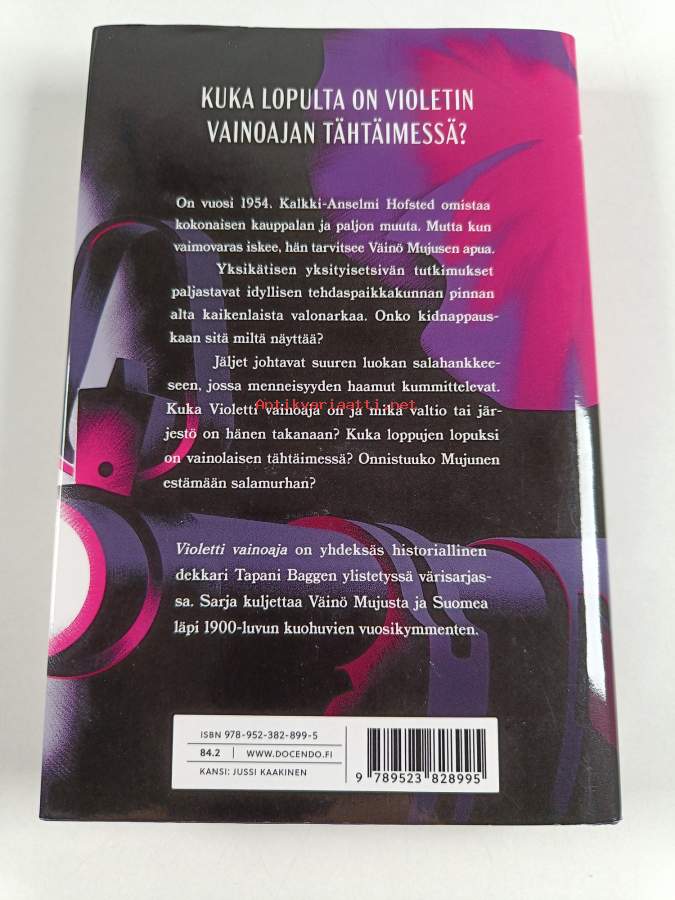 KUKA LOPULTA ON VIOLETIN
VAINOAJAN TÄHTÄIMESSÄ?
On vuosi 1954. Kalkki-Anselmi Hofsted omistaa
kokonaisen kauppalan ja paljon muuta. Mutta kun
vaimovaras iskee, hän tarvitsee Väinö Mujusen apua.
Yksikätisen yksityisetsivän tutkimukset
paljastavat idyllisen tehdaspaikkakunnan pinnan
alta kaikenlaista valonarkaa. Onko kidnappaus-
kaan sitä miltä näyttää?
Jäljet johtavat suuren luokan salahankkee-
seen, jossa menneisyyden haamut kummittelevat.
Antikvariaatti.net
Kuka Violetti vainoaja on ja mikä valtio tai jär-
jestö on hänen takanaan? Kuka loppujen lopuksi
on vainolaisen tähtäimessä? Onnistuuko Mujunen
estämään salamurhan?
Violetti vainoaja on yhdeksäs historiallinen
dekkari Tapani Baggen ylistetyssä värisarjas-
sa. Sarja kuljettaa Väinö Mujusta ja Suomea
läpi 1900-luvun kuohuvien vuosikymmenten.
ISBN 978-952-382-899-5
84.2 | WWW.DOCENDO.FI
KANSI: JUSSI KAAKINEN
9 789523 828995